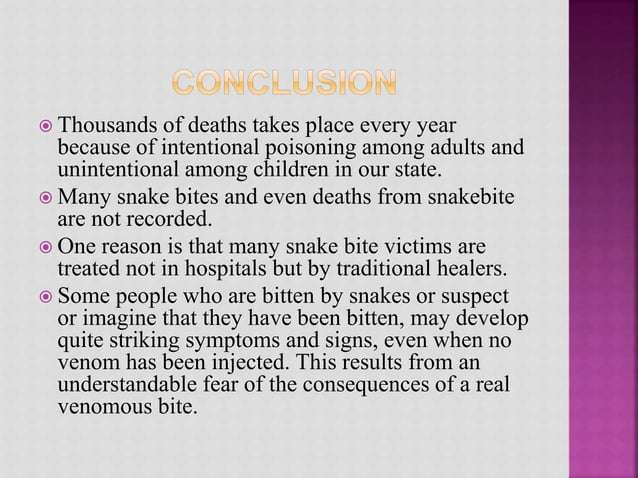 CONCLUSION
Thousands of deaths takes place every year
because of intentional poisoning among adults and
unintentional among children in our state.
Many snake bites and even deaths from snakebite
are not recorded.
One reason is that many snake bite victims are
treated not in hospitals but by traditional healers.
Some people who are bitten by snakes or suspect
or imagine that they have been bitten, may develop
quite striking symptoms and signs, even when no
venom has been injected. This results from an
understandable fear of the consequences of a real
venomous bite.